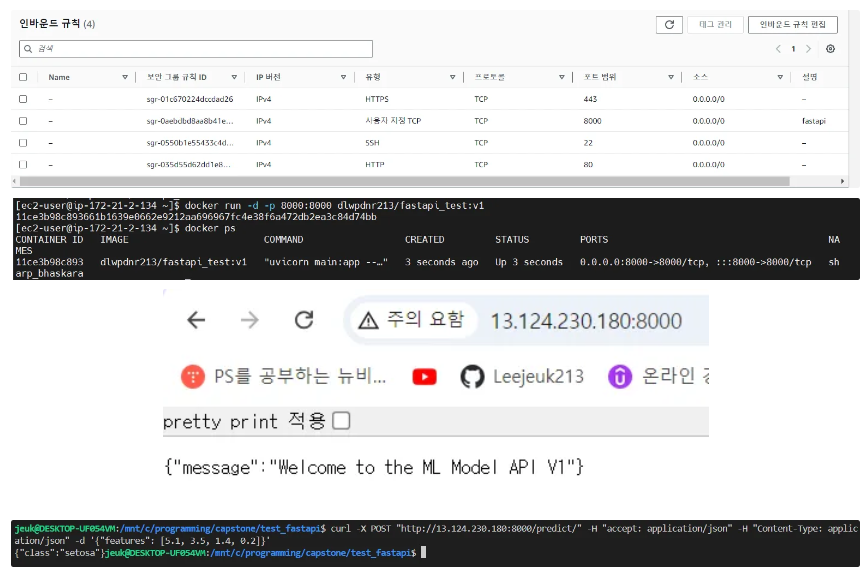 인바운드 규칙 (4)
태그 관리
인바운드 규칙 편집
검색
1
Name 보안 그룹 규칙 ID IP 버전 유형 프로토콜 포트 범위 소스 설명
– sgr-01c670224dccdad26 IPv4 HTTPS TCP 443 0.0.0.0/0 –
– sgr-0aebdbd8aa8b41e... IPv4 사용자 지정 TCP TCP 8000 0.0.0.0/0 fastapi
– sgr-0550b1e55433c4d... IPv4 SSH TCP 22 0.0.0.0/0 –
– sgr-035d55d62dd1e8... IPv4 HTTP TCP 80 0.0.0.0/0 –
[ec2-user@ip-172-21-2-134 ~]$ docker run -d -p 8000:8000 dlwpdnr213/fastapi_test:v1
11ce3b98c893661b1639e0662e9212aa696967fc4e38f6a472db2ea3c84d74bb
[ec2-user@ip-172-21-2-134 ~]$ docker ps
CONTAINER ID IMAGE COMMAND CREATED STATUS PORTS NA
MES
11ce3b98c893 dlwpdnr213/fastapi_test:v1 "uvicorn main:app --…" 3 seconds ago Up 3 seconds 0.0.0.0:8000->8000/tcp, :::8000->8000/tcp sh
arp_bhaskara
주의 요함 13.124.230.180:8000
PS를 공부하는 뉴비... Leejeuk213 온라인
pretty print 적용
{"message":"Welcome to the ML Model API V1"}
jeuk@DESKTOP-UF054VM:/mnt/c/programming/capstone/test_fastapi$ curl -X POST "http://13.124.230.180:8000/predict/" -H "accept: application/json" -H "Content-Type: applic
ation/json" -d '{"features": [5.1, 3.5, 1.4, 0.2]}'
{"class":"setosa"}jeuk@DESKTOP-UF054VM:/mnt/c/programming/capstone/test_fastapi$